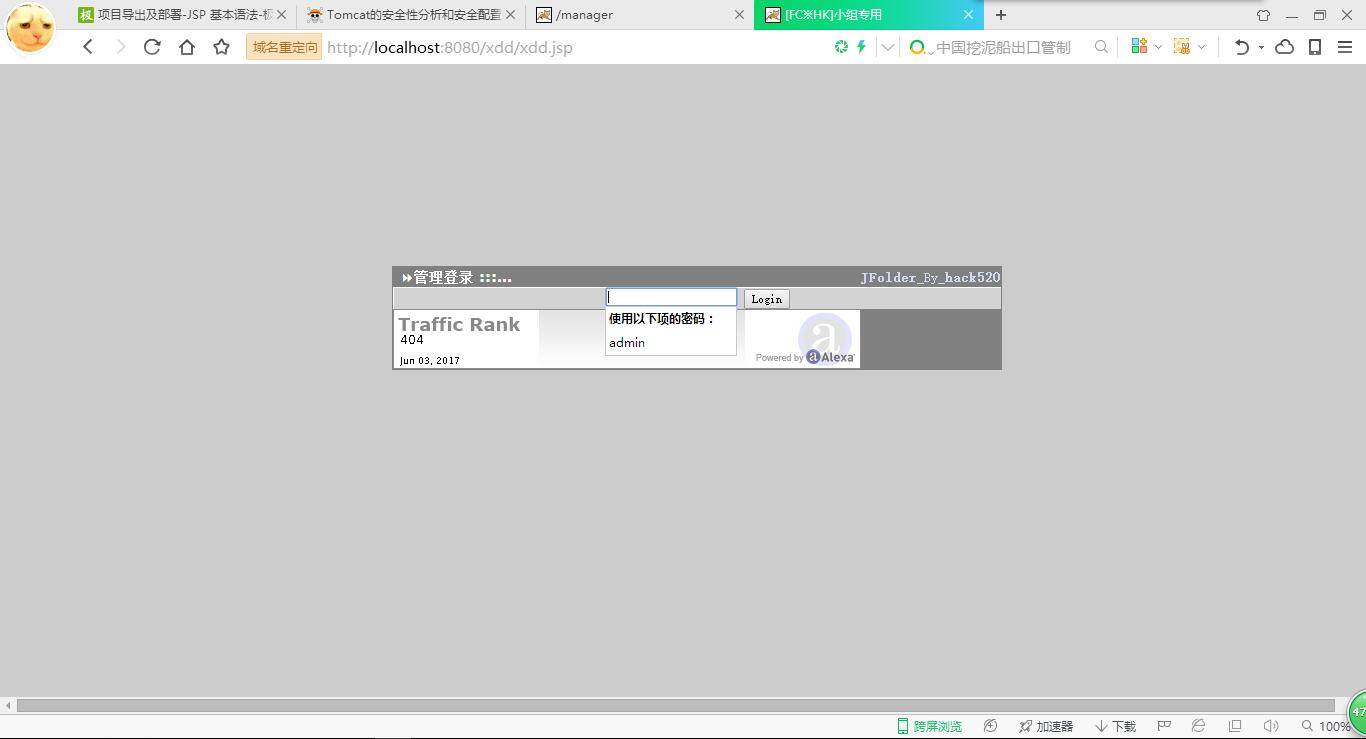 项目导出及部署-JSP 基本语法-极
Tomcat的安全性分析和安全配置
/manager
[FC※HK]小组专用
域名重定向 http://localhost:8080/xdd/xdd.jsp
中国挖泥船出口管制
管理登录 :::... JFolder_By_hack520
Login
使用以下项的密码：
admin
Traffic Rank
404
Jun 03, 2017
Powered by Alexa
跨屏浏览 加速器 下载 100%
47